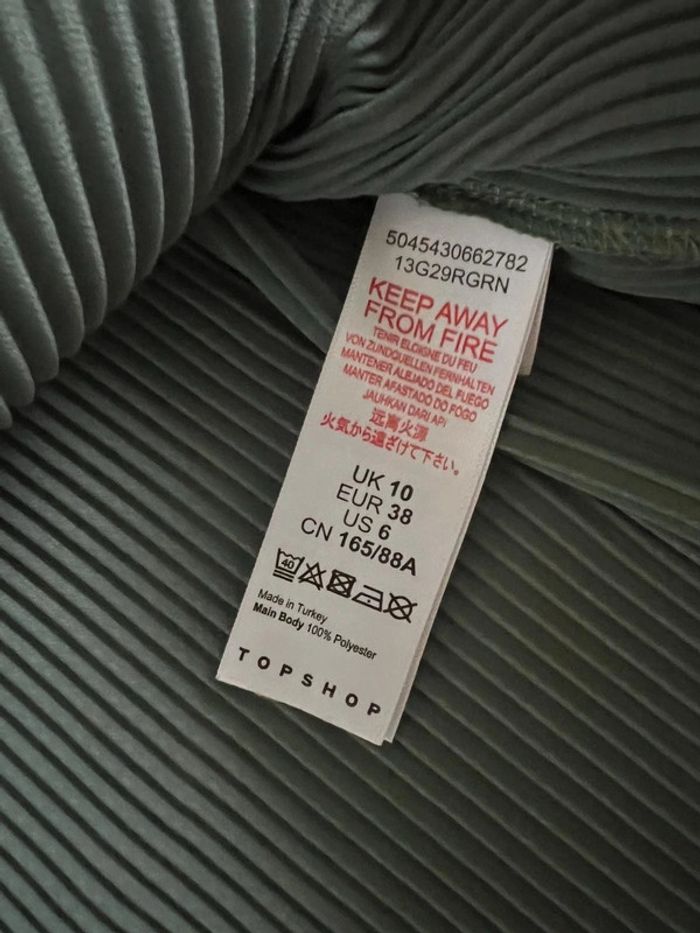 5045430662782
13G29RGRN
KEEP AWAY
FROM FIRE
TENIR ELOIGNE DU FEU
VON ZUNDQUELLEN FERNHALTEN
MANTENER ALEJADO DEL FUEGO
MANTER AFASTADO DO FOGO
JAUHKAN DARI API
远离火源
火気から遠ざけて下さい。
UK 10
EUR 38
US 6
CN 165/88A
40
Made in Turkey
Main Body 100% Polyester
TOPSHOP